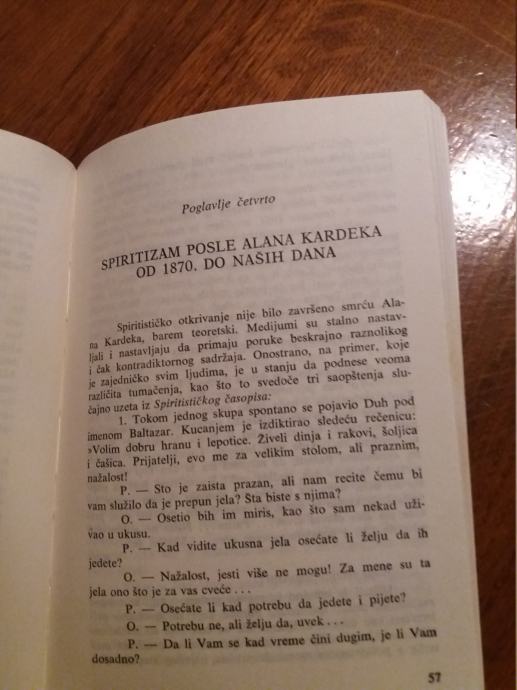 Poglavlje četvrto
SPIRITIZAM POSLE ALANA KARDEKA
OD 1870. DO NAŠIH DANA
Spiritističko otkrivanje nije bilo završeno smrću Ala-
na Kardeka, barem teoretski. Medijumi su stalno nastav-
ljali i nastavljaju da primaju poruke beskrajno raznolikog
i čak kontradiktornog sadržaja. Onostrano, na primer, koje
je zajedničko svim ljudima, je u stanju da podnese veoma
različita tumačenja, kao što to svedoče tri saopštenja slu-
čajno uzeta iz Spiritističkog časopisa:
1. Tokom jednog skupa spontano se pojavio Duh pod
imenom Baltazar. Kucanjem je izdiktirao sledeću rečenicu:
»Volim dobru hranu i lepotice. Živeli dinja i rakovi, šoljica
i čašica. Prijatelji, evo me za velikim stolom, ali praznim,
nažalost!
P. — Sto je zaista prazan, ali nam recite čemu bi
vam služilo da je prepun jela? Šta biste s njima?
O. — Osetio bih im miris, kao što sam nekad uži-
vao u ukusu.
P. — Kad vidite ukusna jela osećate li želju da ih
jedete?
O. — Nažalost, jesti više ne mogu! Za mene su ta
jela ono što je za vas cveće . . .
P. — Osećate li kad potrebu da jedete i pijete?
O. — Potrebu ne, ali želju da, uvek . . .
P. — Da li Vam se kad vreme čini dugim, je li Vam
dosadno?
57